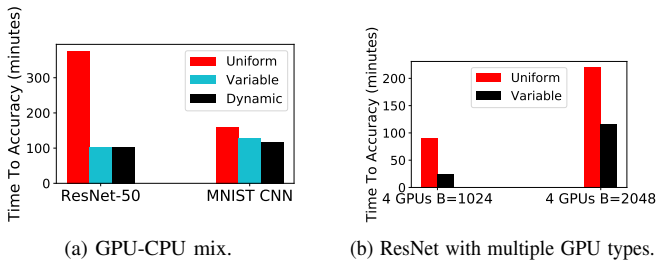 Time To Accuracy (minutes)
300
200
100
0
Uniform
Variable
Dynamic
ResNet-50 MNIST CNN
(a) GPU-CPU mix.
Time To Accuracy (minutes)
200
150
100
50
0
Uniform
Variable
4 GPUs B=1024 4 GPUs B=2048
(b) ResNet with multiple GPU types.